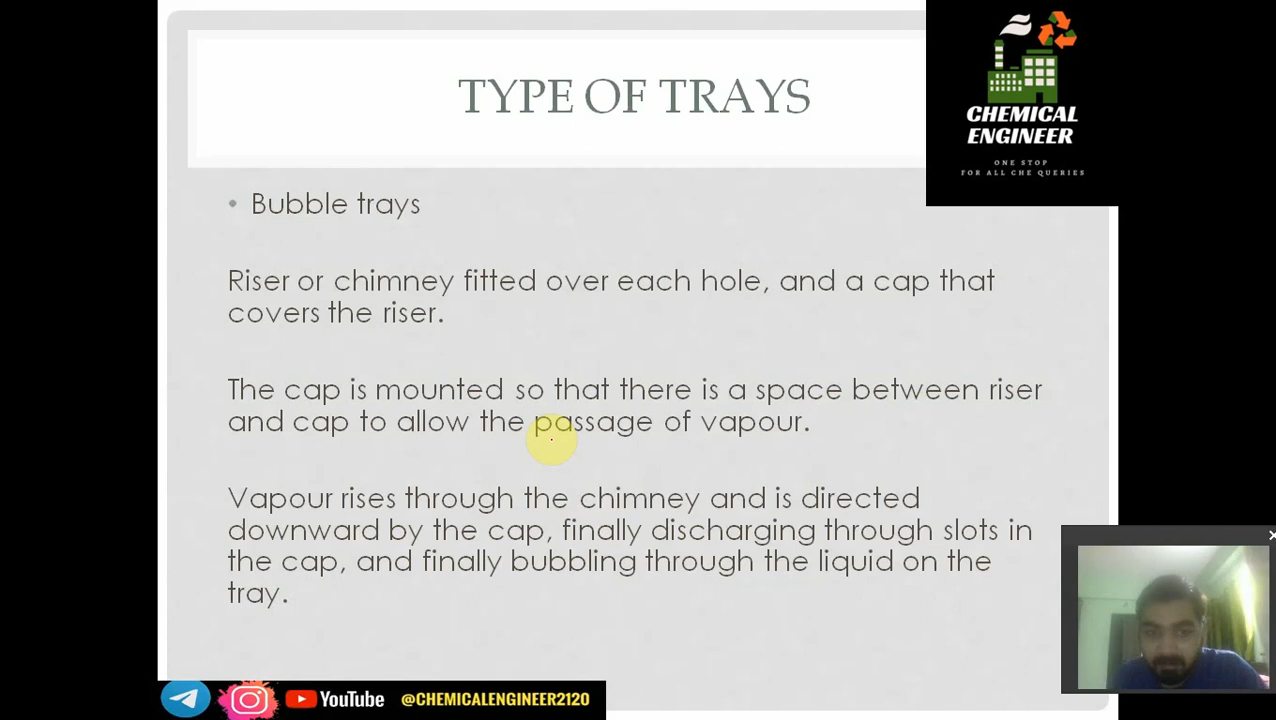 TYPE OF TRAYS
CHEMICAL
ENGINEER
ONE STOP
FOR ALL CHE QUERIES
• Bubble trays
Riser or chimney fitted over each hole, and a cap that
covers the riser.
The cap is mounted so that there is a space between riser
and cap to allow the passage of vapour.
Vapour rises through the chimney and is directed
downward by the cap, finally discharging through slots in
the cap, and finally bubbling through the liquid on the
tray.
YouTube @CHEMICALENGINEER2120